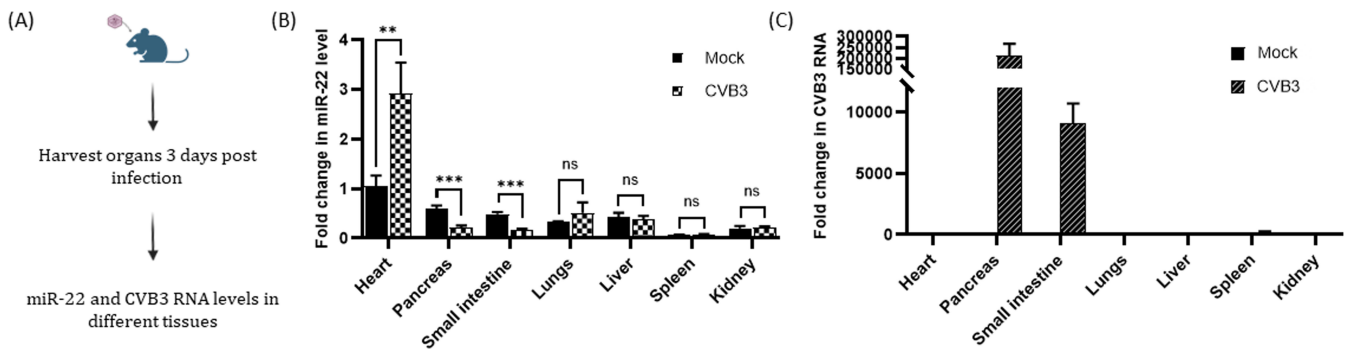 (A)
Harvest organs 3 days post
infection
miR-22 and CVB3 RNA levels in
different tissues
(B)
Fold change in miR-22 level
4
3
2
1
0
**
***
***
ns
ns
ns
ns
Mock
CVB3
Heart
Pancreas
Small intestine
Lungs
Liver
Spleen
Kidney
(C)
Fold change in CVB3 RNA
300000
250000
200000
150000
10000
5000
0
Mock
CVB3
Heart
Pancreas
Small intestine
Lungs
Liver
Spleen
Kidney